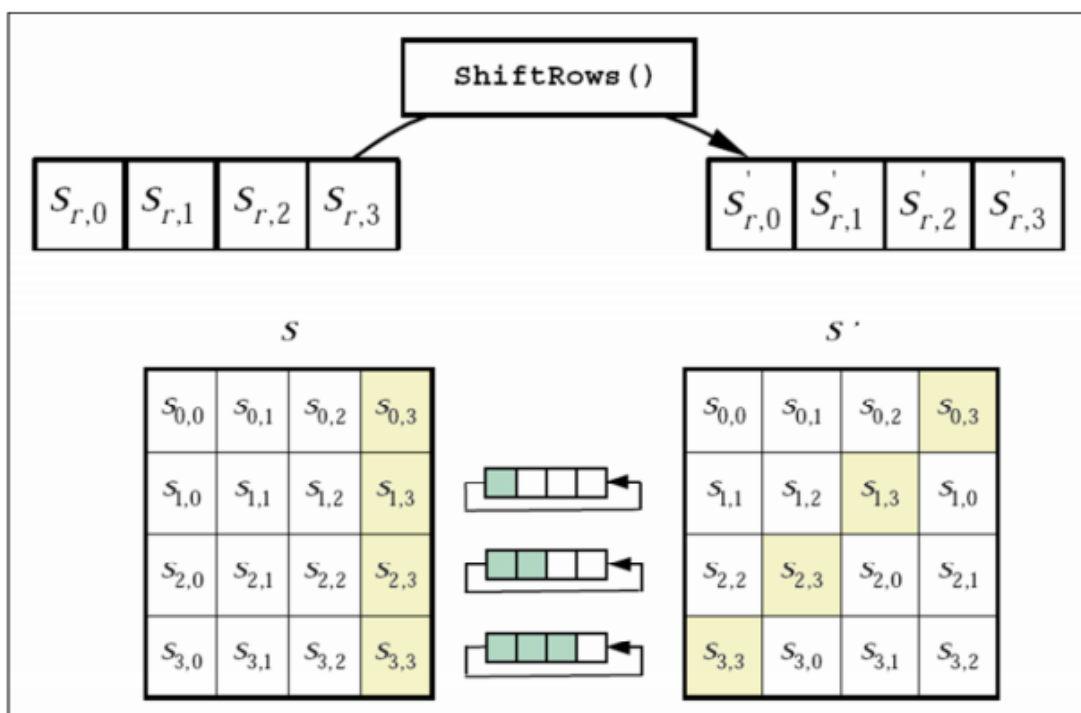 ShiftRows()
S_{r,0} S_{r,1} S_{r,2} S_{r,3} S'_{r,0} S'_{r,1} S'_{r,2} S'_{r,3}
S S'
S_{0,0} S_{0,1} S_{0,2} S_{0,3} S_{0,0} S_{0,1} S_{0,2} S_{0,3}
S_{1,0} S_{1,1} S_{1,2} S_{1,3} S_{1,1} S_{1,2} S_{1,3} S_{1,0}
S_{2,0} S_{2,1} S_{2,2} S_{2,3} S_{2,2} S_{2,3} S_{2,0} S_{2,1}
S_{3,0} S_{3,1} S_{3,2} S_{3,3} S_{3,3} S_{3,0} S_{3,1} S_{3,2}